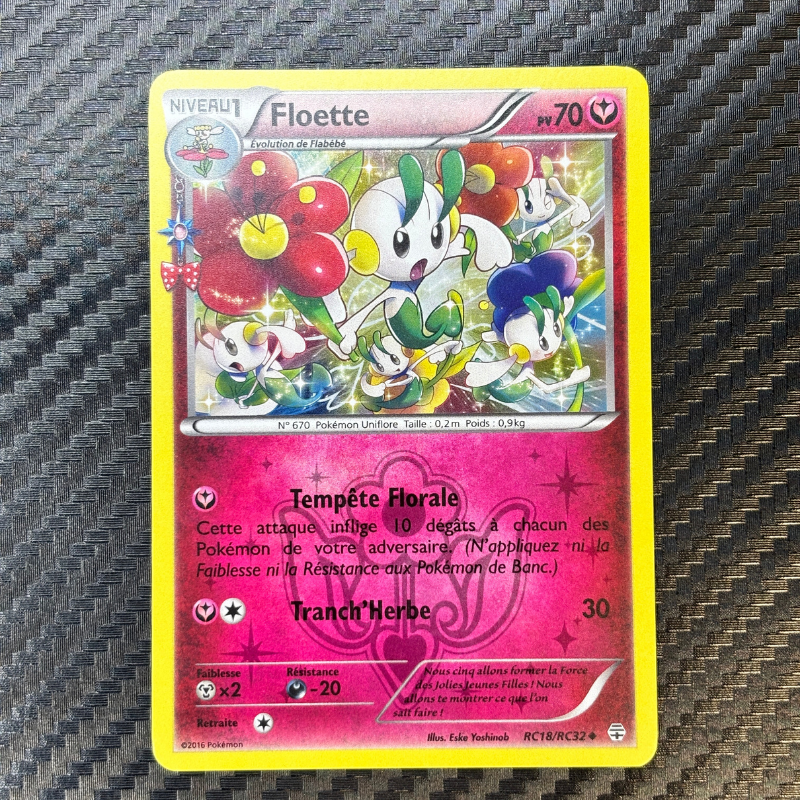 NIVEAU 1
Floette
PV 70
Évolution de Flabébé
N° 670 Pokémon Uniflore Taille : 0,2 m Poids : 0,9 kg
Tempête Florale
Cette attaque inflige 10 dégâts à chacun des
Pokémon de votre adversaire. (N'appliquez ni la
Faiblesse ni la Résistance aux Pokémon de Banc.)
Tranch'Herbe 30
Faiblesse Résistance
×2 -20
Retraite
Nous cinq allons former la Force
des Jolies Jeunes Filles ! Nous
allons te montrer ce que l'on
sait faire !
©2016 Pokémon
Illus. Eske Yoshinob RC18/RC32